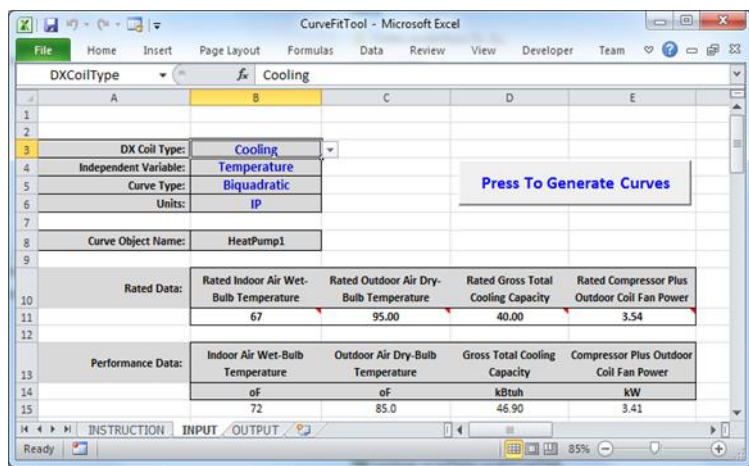 CurveFitTool - Microsoft Excel
File Home Insert Page Layout Formulas Data Review View Developer Team
DXCoilType fx Cooling
A B C D E
1
2
3 DX Coil Type: Cooling
4 Independent Variable: Temperature
5 Curve Type: Biquadratic
Press To Generate Curves
6 Units: IP
7
8 Curve Object Name: HeatPump1
9
Rated Indoor Air Wet- Rated Outdoor Air Dry- Rated Gross Total Rated Compressor Plus
Rated Data:
10 Bulb Temperature Bulb Temperature Cooling Capacity Outdoor Coil Fan Power
11 67 95.00 40.00 3.54
12
Indoor Air Wet-Bulb Outdoor Air Dry-Bulb Gross Total Cooling Compressor Plus Outdoor
Performance Data:
13 Temperature Temperature Capacity Coil Fan Power
14 oF oF kBtuh kW
15 72 85.0 46.90 3.41
INSTRUCTION INPUT OUTPUT
Ready 85%